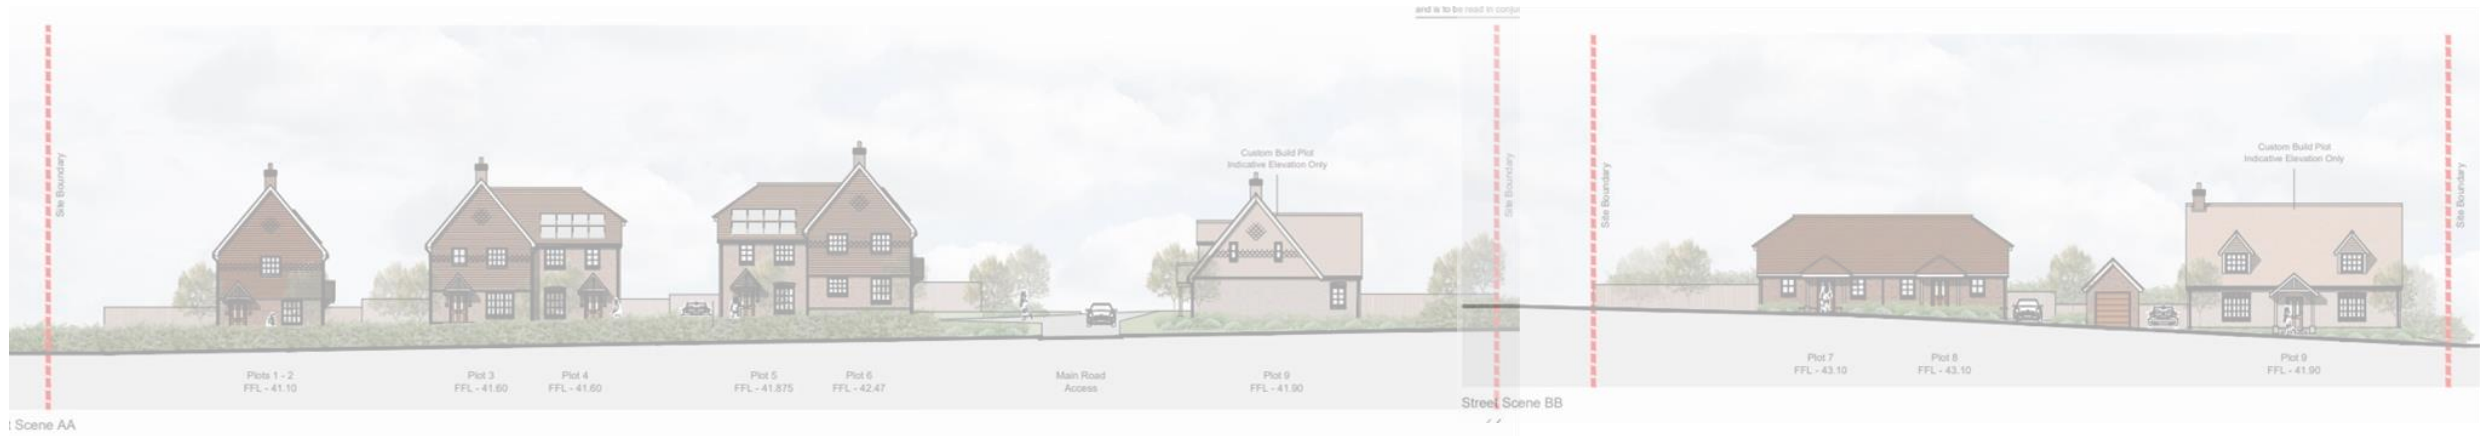 and is to be read in conju
Site Boundary
Custom Build Plot
Indicative Elevation Only
Site Boundary
Plots 1 - 2
FFL - 41.10
Plot 3
FFL - 41.60
Plot 4
FFL - 41.60
Plot 5
FFL - 41.875
Plot 6
FFL - 42.47
Main Road
Access
Plot 9
FFL - 41.90
t Scene AA
Site Boundary
Custom Build Plot
Indicative Elevation Only
Site Boundary
Plot 7
FFL - 43.10
Plot 8
FFL - 43.10
Plot 9
FFL - 41.90
Street Scene BB